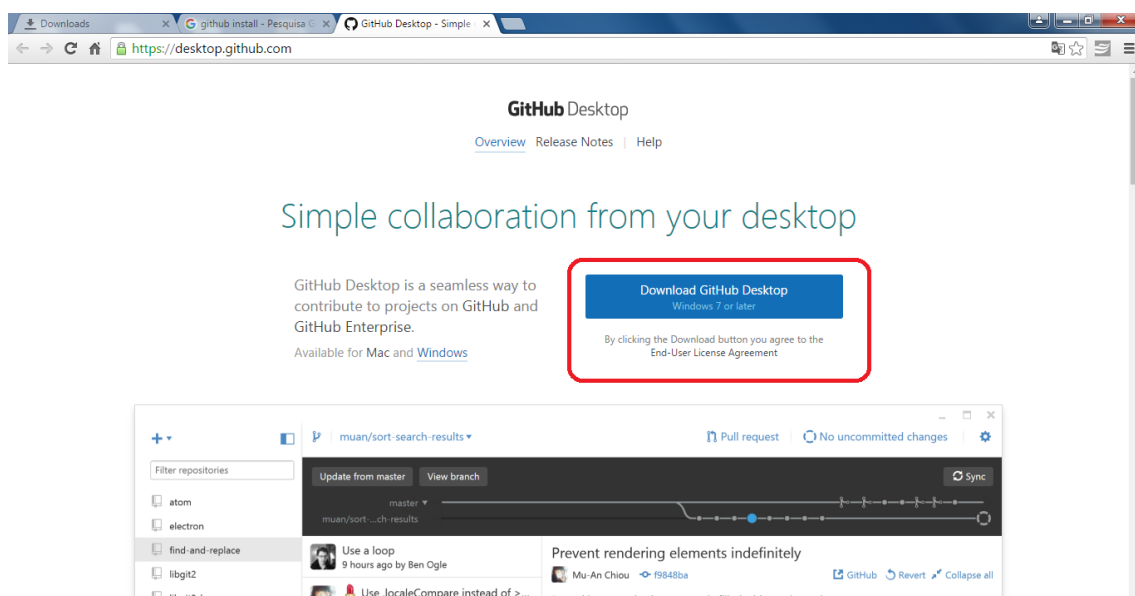 Downloads
github install - Pesquisa G
GitHub Desktop - Simple
https://desktop.github.com
GitHub Desktop
Overview Release Notes | Help
Simple collaboration from your desktop
GitHub Desktop is a seamless way to
contribute to projects on GitHub and
GitHub Enterprise.
Available for Mac and Windows
Download GitHub Desktop
Windows 7 or later
By clicking the Download button you agree to the
End-User License Agreement
muan/sort-search-results
Pull request
No uncommitted changes
Filter repositories
atom
electron
find-and-replace
libgit2
Update from master
View branch
Sync
master
muan/sort-...ch-results
Use a loop
9 hours ago by Ben Ogle
Use .localeCompare instead of >...
Prevent rendering elements indefinitely
Mu-An Chiou f9848ba
GitHub Revert Collapse all